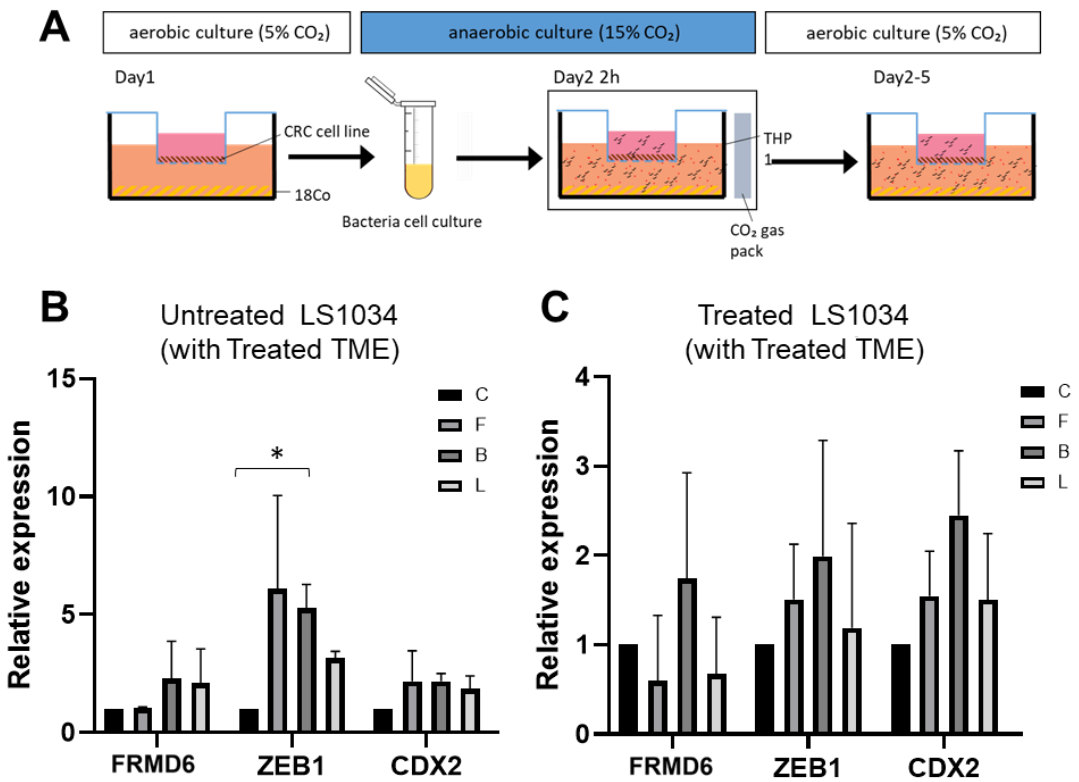 A
aerobic culture (5% CO₂)
anaerobic culture (15% CO₂)
aerobic culture (5% CO₂)
Day1
Day2 2h
Day2-5
CRC cell line
18Co
Bacteria cell culture
THP
1
CO₂ gas
pack
B
Untreated LS1034
(with Treated TME)
Relative expression
15
10
5
0
*
C
F
B
L
FRMD6
ZEB1
CDX2
C
Treated LS1034
(with Treated TME)
Relative expression
4
3
2
1
0
C
F
B
L
FRMD6
ZEB1
CDX2